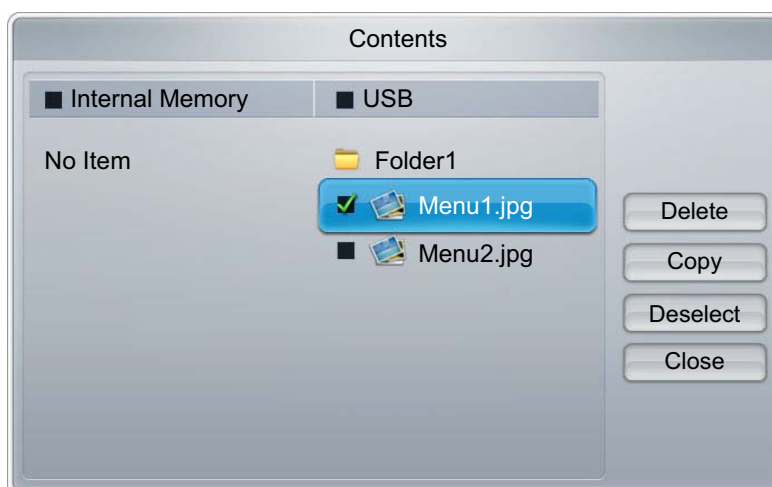 Contents
Internal Memory
USB
No Item
Folder1
Menu1.jpg
Menu2.jpg
Delete
Copy
Deselect
Close